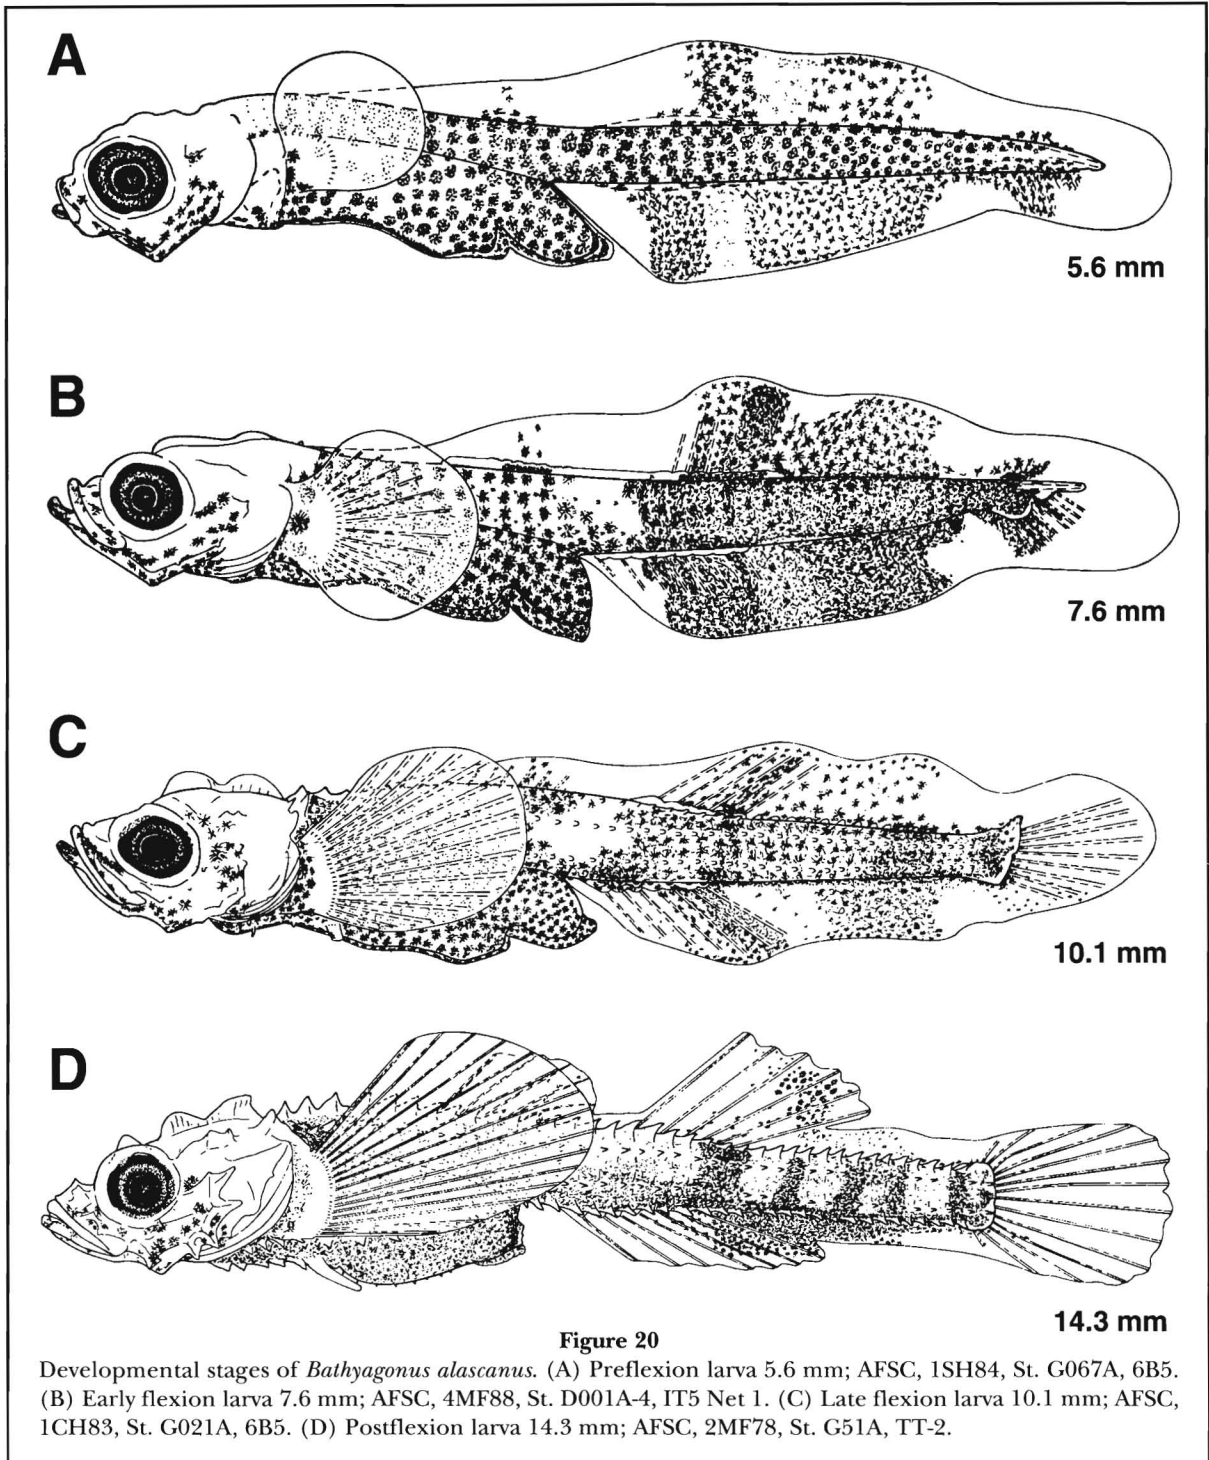 A
5.6 mm
B
7.6 mm
C
10.1 mm
D
14.3 mm
Figure 20
Developmental stages of Bathyagonus alascanus. (A) Preflexion larva 5.6 mm; AFSC, 1SH84, St. G067A, 6B5.
(B) Early flexion larva 7.6 mm; AFSC, 4MF88, St. D001A-4, IT5 Net 1. (C) Late flexion larva 10.1 mm; AFSC,
1CH83, St. G021A, 6B5. (D) Postflexion larva 14.3 mm; AFSC, 2MF78, St. G51A, TT-2.